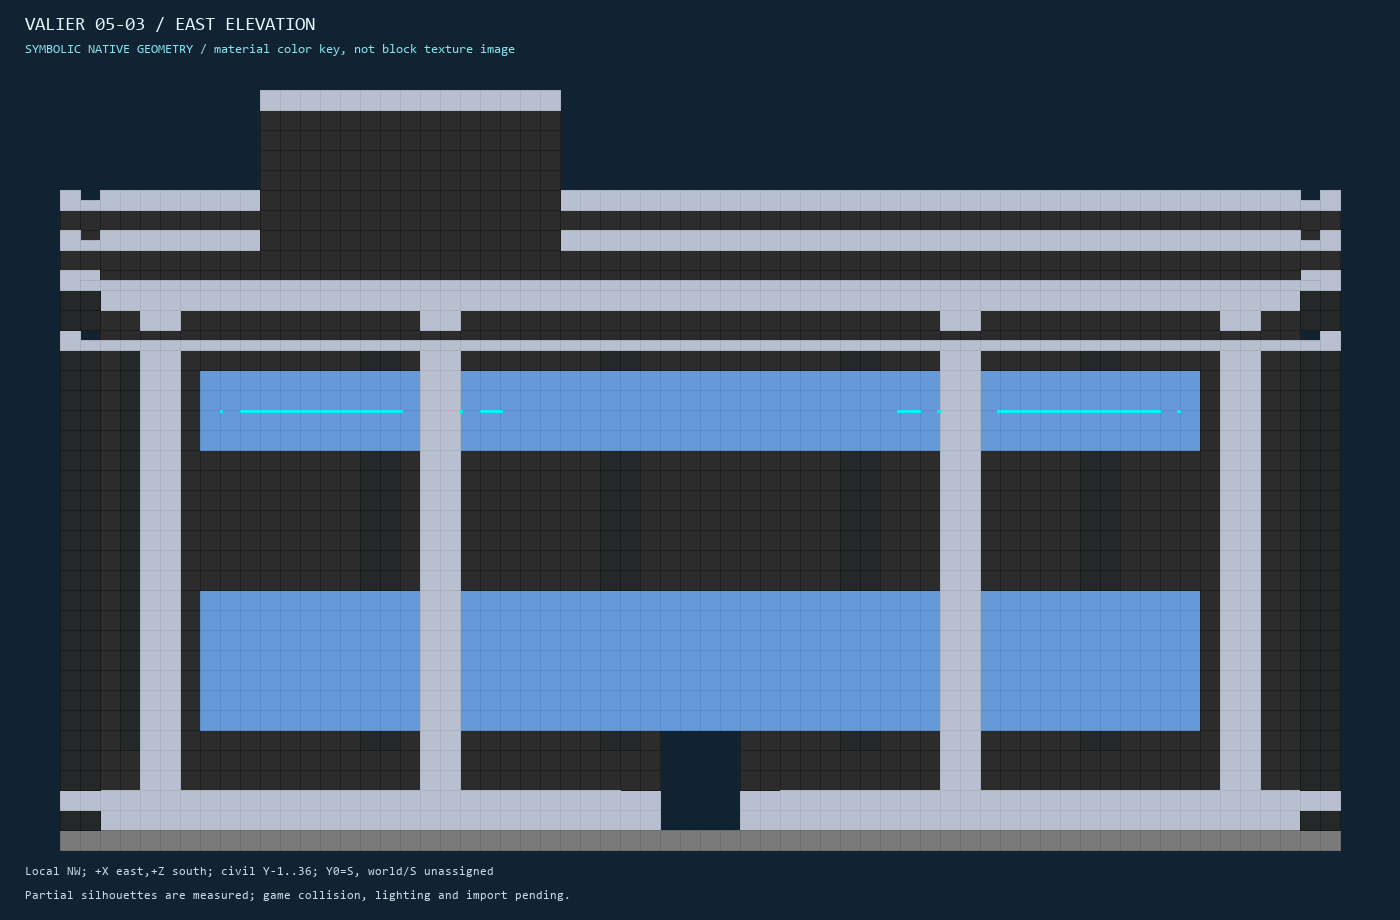 VALIER 05-03 / EAST ELEVATION
SYMBOLIC NATIVE GEOMETRY / material color key, not block texture image
Local NW; +X east,+Z south; civil Y-1..36; Y0=S, world/S unassigned
Partial silhouettes are measured; game collision, lighting and import pending.